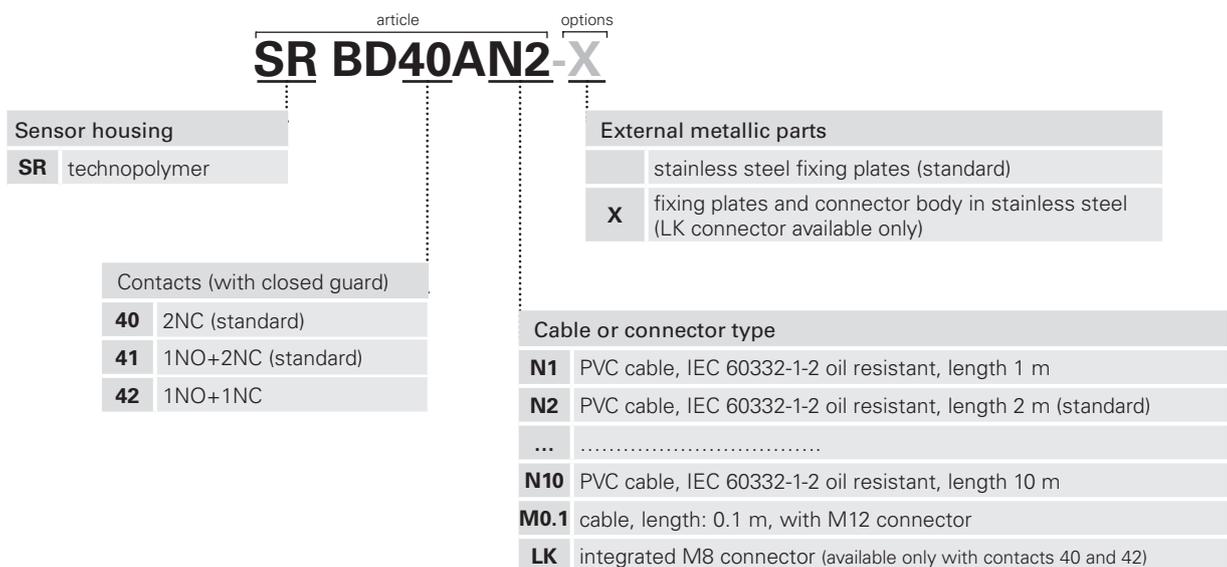 article options
SR BD40AN2-X
Sensor housing
SR technopolymer
External metallic parts
stainless steel fixing plates (standard)
X fixing plates and connector body in stainless steel
(LK connector available only)
Contacts (with closed guard)
40 2NC (standard)
41 1NO+2NC (standard)
42 1NO+1NC
Cable or connector type
N1 PVC cable, IEC 60332-1-2 oil resistant, length 1 m
N2 PVC cable, IEC 60332-1-2 oil resistant, length 2 m (standard)
... .................................
N10 PVC cable, IEC 60332-1-2 oil resistant, length 10 m
M0.1 cable, length: 0.1 m, with M12 connector
LK integrated M8 connector (available only with contacts 40 and 42)